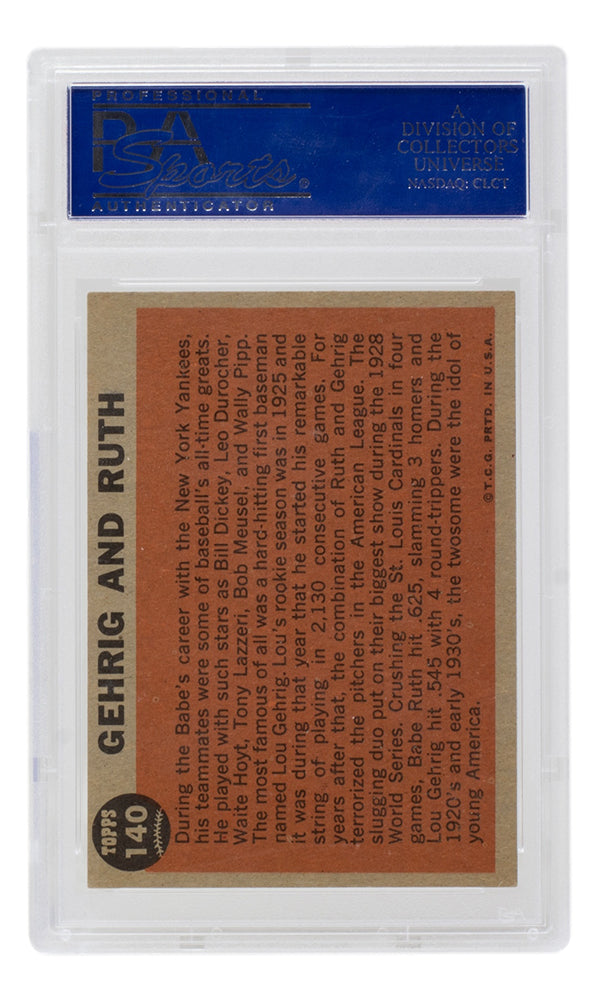 PROFESSIONAL
PSA
Sports®
AUTHENTICATOR
A
DIVISION OF
COLLECTORS
UNIVERSE
NASDAQ: CLCT
TOPPS
140
GEHRIG AND RUTH
During the Babe's career with the New York Yankees,
his teammates were some of baseball's all-time greats.
He played with such stars as Bill Dickey, Leo Durocher,
Waite Hoyt, Tony Lazzeri, Bob Meusel, and Wally Pipp.
The most famous of all was a hard-hitting first baseman
named Lou Gehrig. Lou's rookie season was in 1925 and
it was during that year that he started his remarkable
string of playing in 2,130 consecutive games. For
years after that, the combination of Ruth and Gehrig
terrorized the pitchers in the American League. The
slugging duo put on their biggest show during the 1928
World Series. Crushing the St. Louis Cardinals in four
games, Babe Ruth hit .625, slamming 3 homers and
Lou Gehrig hit .545 with 4 round-trippers. During the
1920's and early 1930's, the twosome were the idol of
young America.
© T.C.G. PRTD. IN U.S.A.
PSA